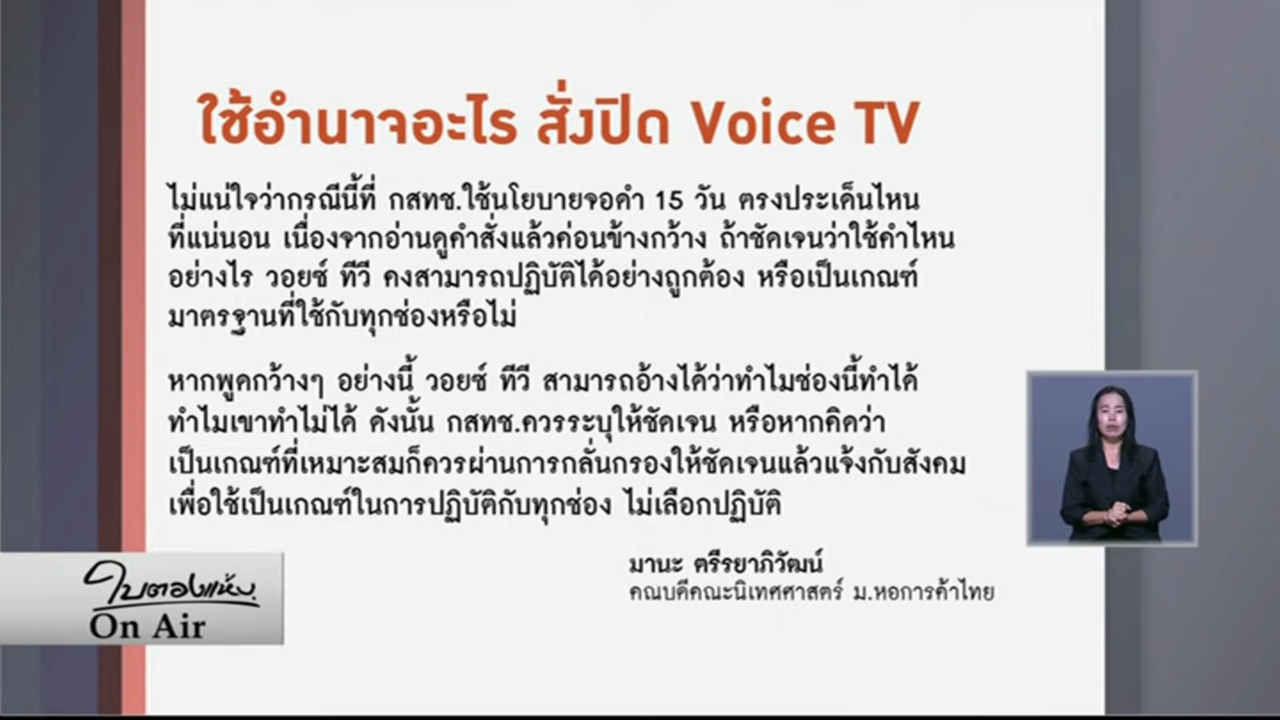 ใช้อำนาจอะไร สั่งปิด Voice TV
ไม่แน่ใจว่ากรณีนี้ที่ กสทช.ใช้นโยบายจอดำ 15 วัน ตรงประเด็นไหน
ที่แน่นอน เนื่องจากอ่านดูคำสั่งแล้วค่อนข้างกว้าง ถ้าชัดเจนว่าใช้คำไหน
อย่างไร วอยซ์ ทีวี คงสามารถปฏิบัติได้อย่างถูกต้อง หรือเป็นเกณฑ์
มาตรฐานที่ใช้กับทุกช่องหรือไม่
หากพูดกว้างๆ อย่างนี้ วอยซ์ ทีวี สามารถอ้างได้ว่าทำไมช่องนี้ทำได้
ทำไมเขาทำไม่ได้ ดังนั้น กสทช.ควรระบุให้ชัดเจน หรือหากคิดว่า
เป็นเกณฑ์ที่เหมาะสมก็ควรผ่านการกลั่นกรองให้ชัดเจนแล้วแจ้งกับสังคม
เพื่อใช้เป็นเกณฑ์ในการปฏิบัติกับทุกช่อง ไม่เลือกปฏิบัติ
มานะ ตรีรยาภิวัฒน์
คณบดีคณะนิเทศศาสตร์ ม.หอการค้าไทย
ใบตองแห้ง
On Air